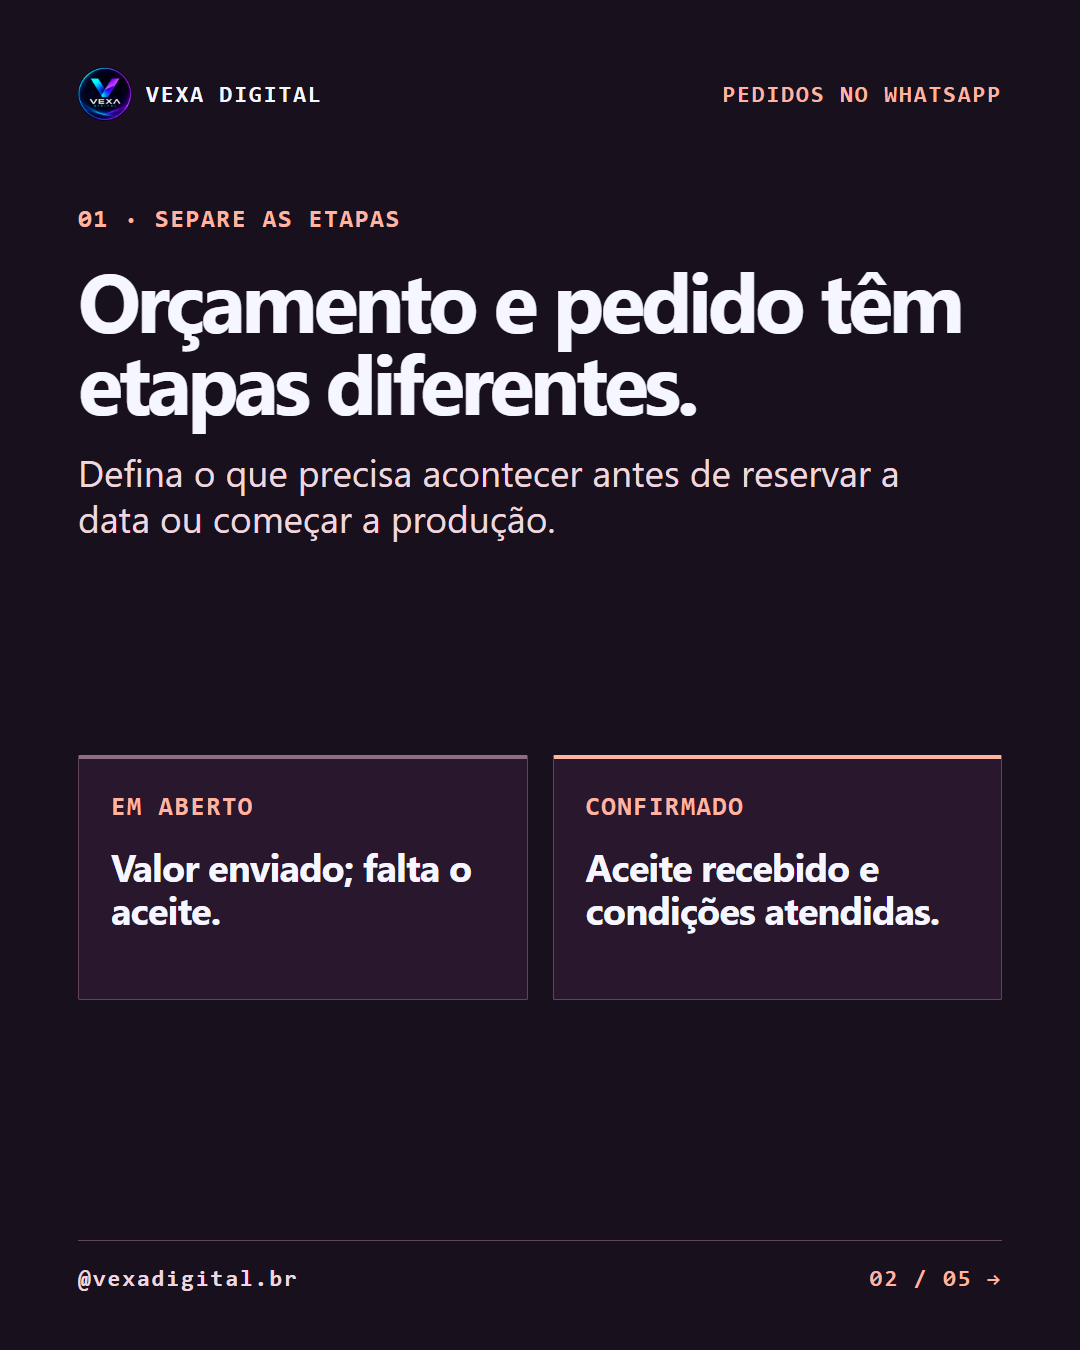 VEXA
VEXA DIGITAL
PEDIDOS NO WHATSAPP
01 · SEPARE AS ETAPAS
Orçamento e pedido têm
etapas diferentes.
Defina o que precisa acontecer antes de reservar a
data ou começar a produção.
EM ABERTO
Valor enviado; falta o
aceite.
CONFIRMADO
Aceite recebido e
condições atendidas.
@vexadigital.br
02 / 05 →